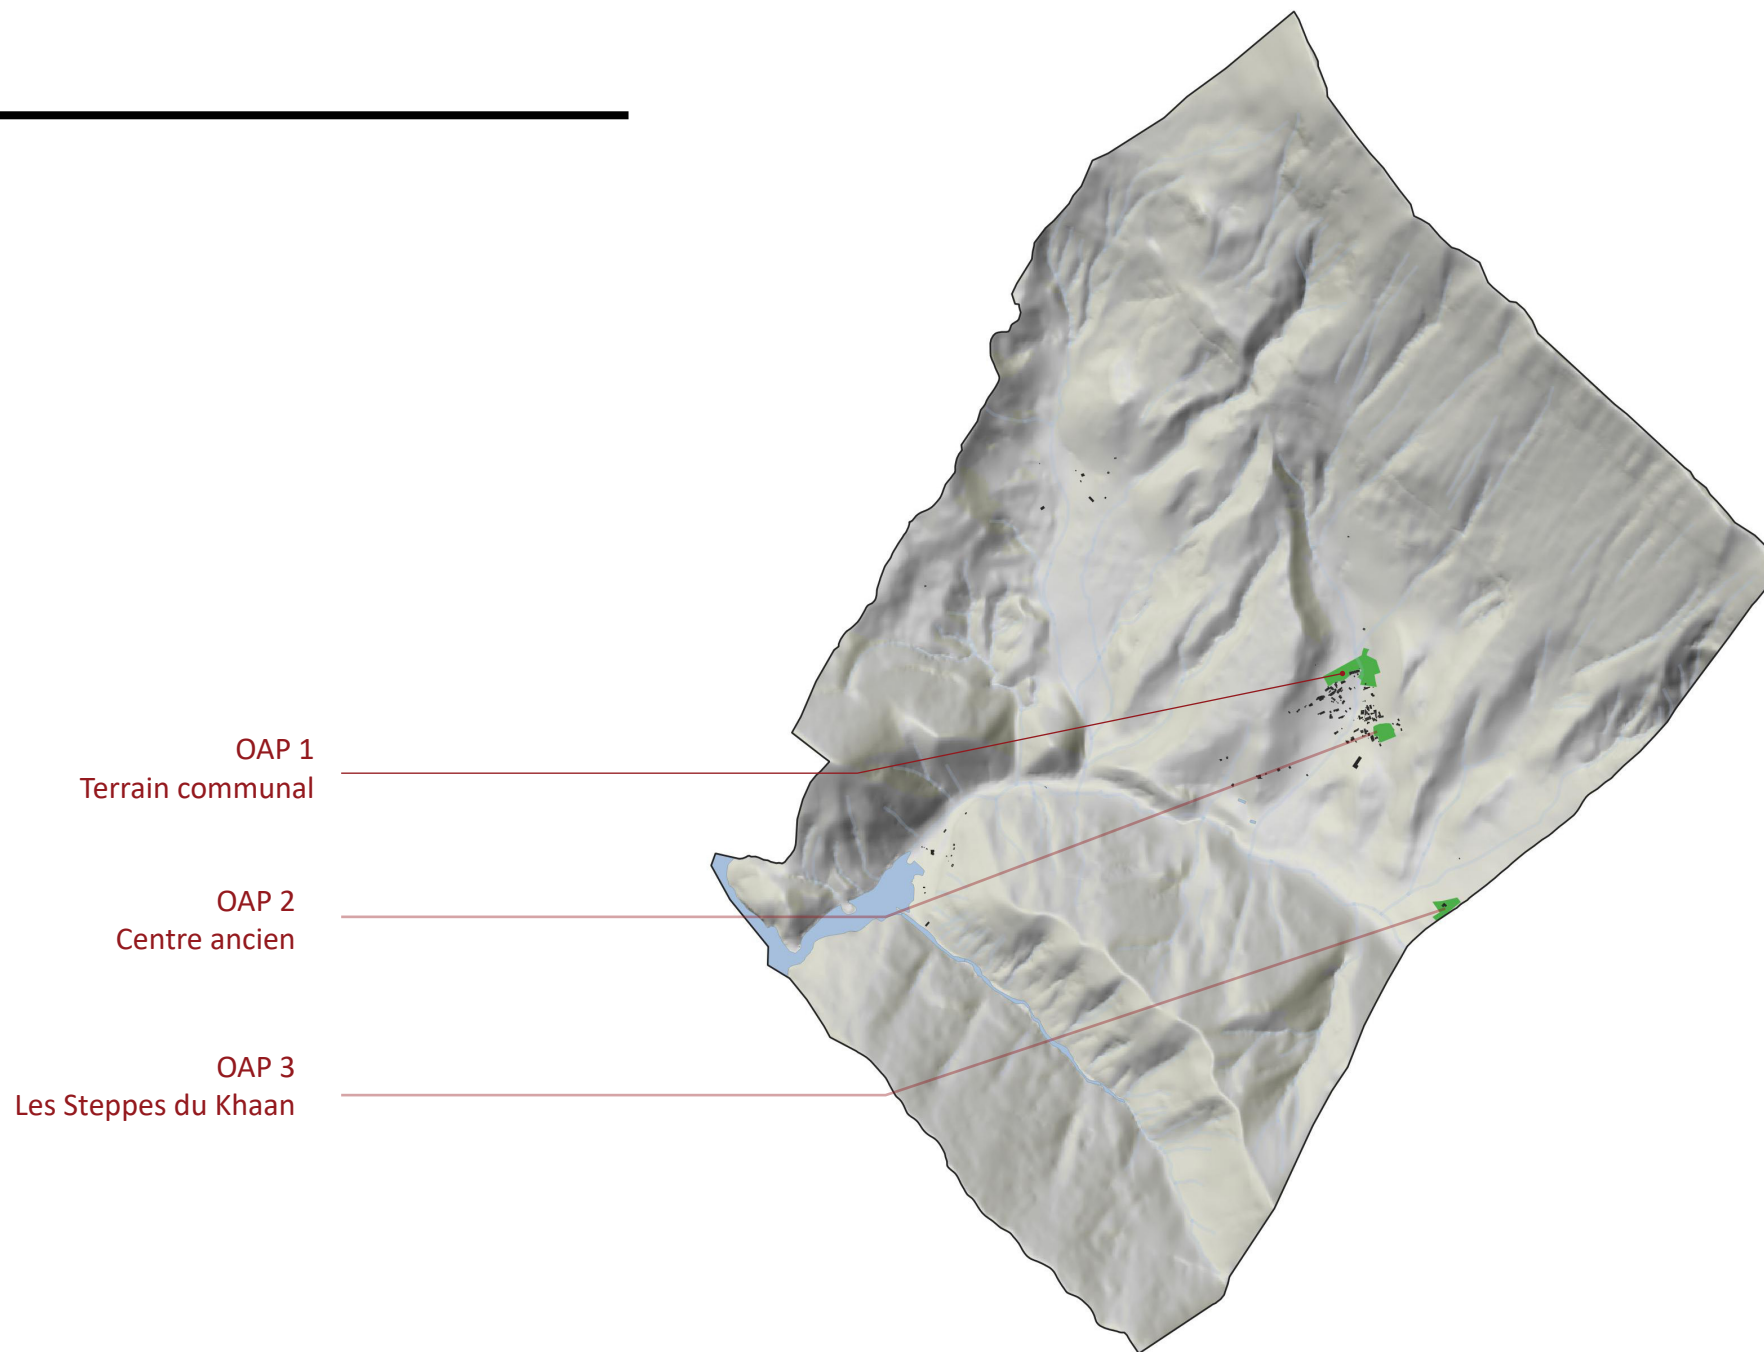 OAP 1
Terrain communal
OAP 2
Centre ancien
OAP 3
Les Steppes du Khaan